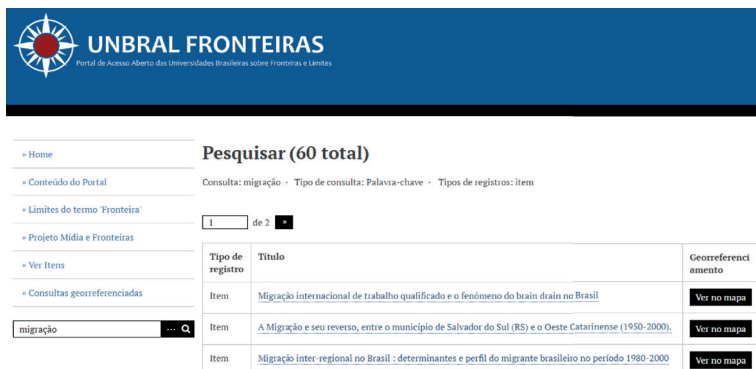 UNBRAL FRONTEIRAS
Portal de Acesso Aberto das Universidades Brasileiras sobre Fronteiras e Limites
» Home
» Conteúdo do Portal
» Limites do termo 'Fronteira'
» Projeto Mídia e Fronteiras
» Ver Itens
» Consultas georreferenciadas
migração ...
Pesquisar (60 total)
Consulta: migração · Tipo de consulta: Palavra-chave · Tipos de registros: item
1 de 2 »
Tipo de registro Título Georreferenci amento
Item Migração internacional de trabalho qualificado e o fenômeno do brain drain no Brasil Ver no mapa
Item A Migração e seu reverso, entre o município de Salvador do Sul (RS) e o Oeste Catarinense (1950-2000). Ver no mapa
Item Migração inter-regional no Brasil : determinantes e perfil do migrante brasileiro no período 1980-2000 Ver no mapa